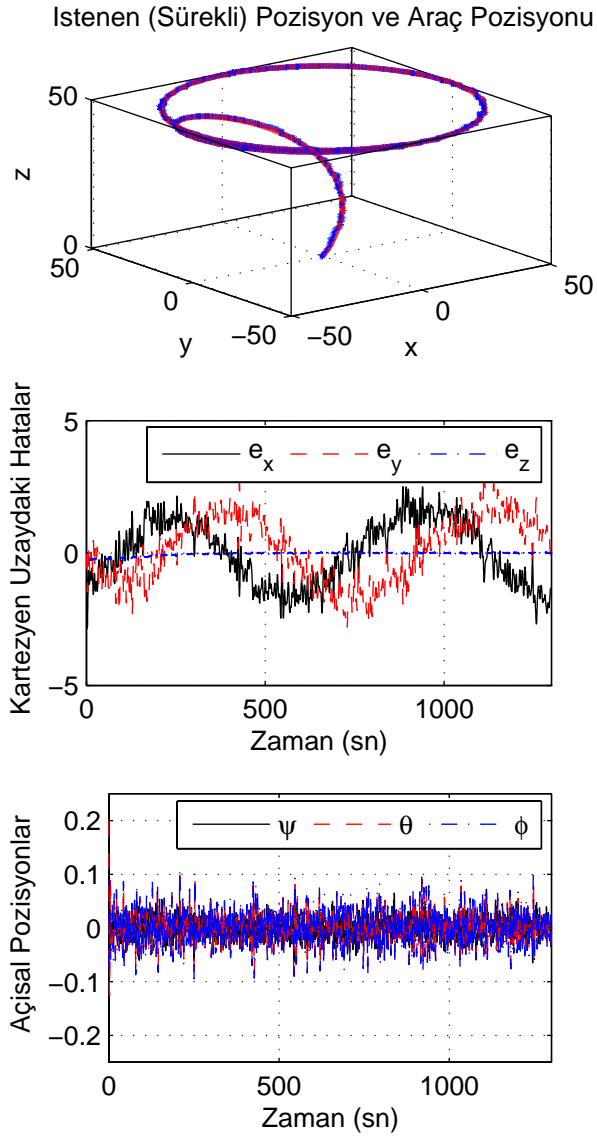 Istenen (Sürekli) Pozisyon ve Araç Pozisyonu
50
0
z
50
0
−50
y
−50
0
50
x
Kartezyen Uzaydaki Hatalar
5
0
−5
e_x e_y e_z
0 500 1000
Zaman (sn)
Açisal Pozisyonlar
0.2
0.1
0
−0.1
−0.2
ψ θ ϕ
0 500 1000
Zaman (sn)